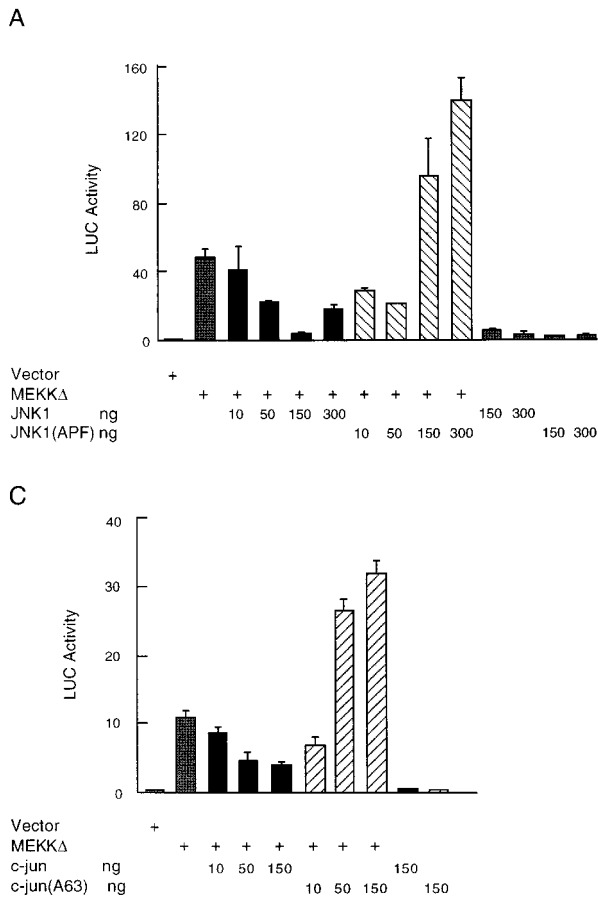 A
160
120
80
40
0
LUC Activity
Vector +
MEKKΔ + + + + + + + + +
JNK1 ng 10 50 150 300 150 300
JNK1(APF) ng 10 50 150 300 150 300
C
40
30
20
10
0
LUC Activity
Vector +
MEKKΔ + + + + + + +
c-jun ng 10 50 150 150
c-jun(A63) ng 10 50 150 150